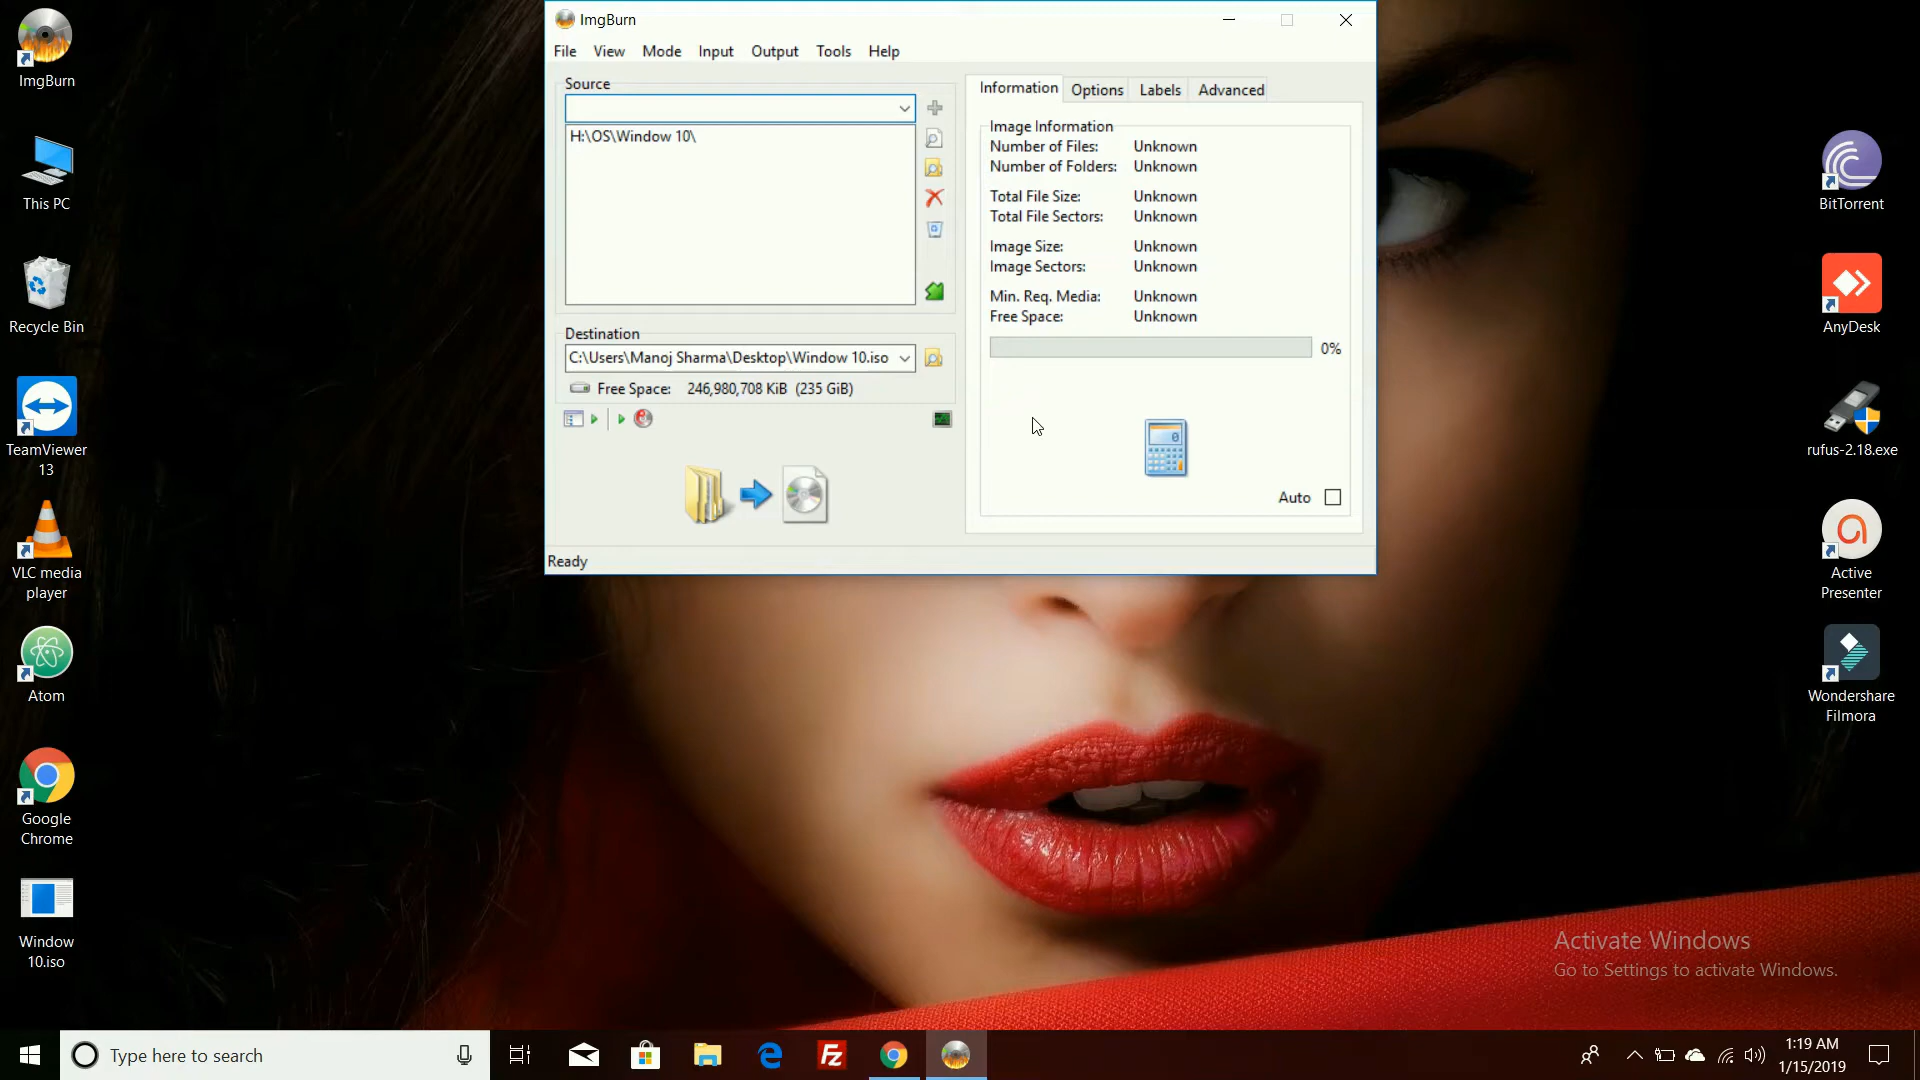 ImgBurn
This PC
Recycle Bin
TeamViewer
13
VLC media
player
Atom
Google
Chrome
Window
10.iso
ImgBurn
File View Mode Input Output Tools Help
Source
H:\OS\Window 10\
Destination
C:\Users\Manoj Sharma\Desktop\Window 10.iso
Free Space: 246,980,708 KiB (235 GiB)
Ready
Information Options Labels Advanced
Image Information
Number of Files: Unknown
Number of Folders: Unknown
Total File Size: Unknown
Total File Sectors: Unknown
Image Size: Unknown
Image Sectors: Unknown
Min. Req. Media: Unknown
Free Space: Unknown
0%
0
Auto
BitTorrent
AnyDesk
rufus-2.18.exe
Active
Presenter
Wondershare
Filmora
Activate Windows
Go to Settings to activate Windows.
Type here to search
Fz
1:19 AM
1/15/2019